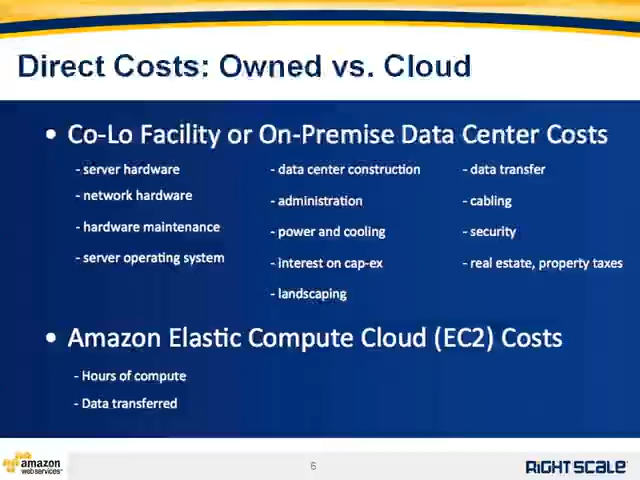 Direct Costs: Owned vs. Cloud
• Co-Lo Facility or On-Premise Data Center Costs
- server hardware
- network hardware
- hardware maintenance
- server operating system
- data center construction
- administration
- power and cooling
- interest on cap-ex
- landscaping
- data transfer
- cabling
- security
- real estate, property taxes
• Amazon Elastic Compute Cloud (EC2) Costs
- Hours of compute
- Data transferred
amazon
webservices™
6
RIGHTSCALE